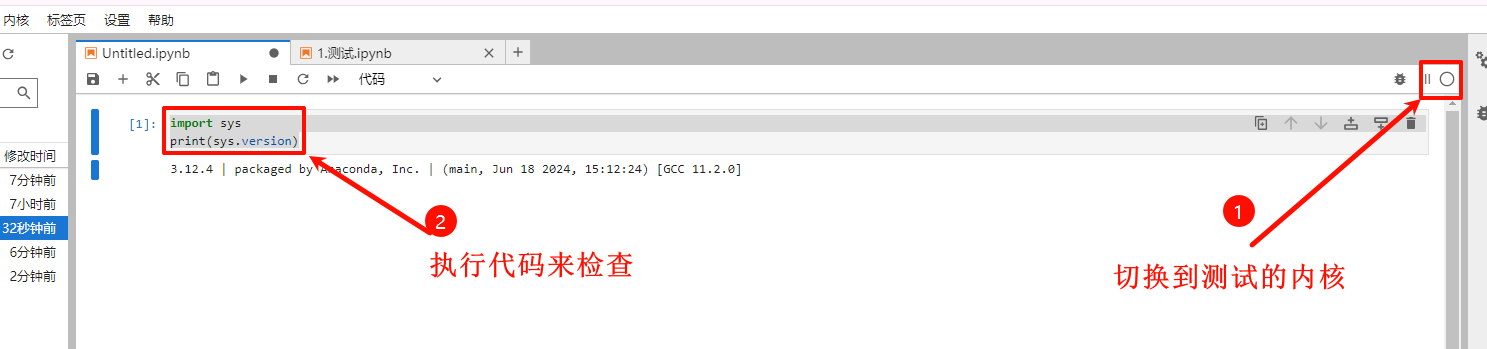 内核 标签页 设置 帮助
Untitled.ipynb
1.测试.ipynb
代码
[1]:
import sys
print(sys.version)
3.12.4 | packaged by Anaconda, Inc. | (main, Jun 18 2024, 15:12:24) [GCC 11.2.0]
修改时间
7分钟前
7小时前
32秒钟前
6分钟前
2分钟前
1
切换到测试的内核
2
执行代码来检查